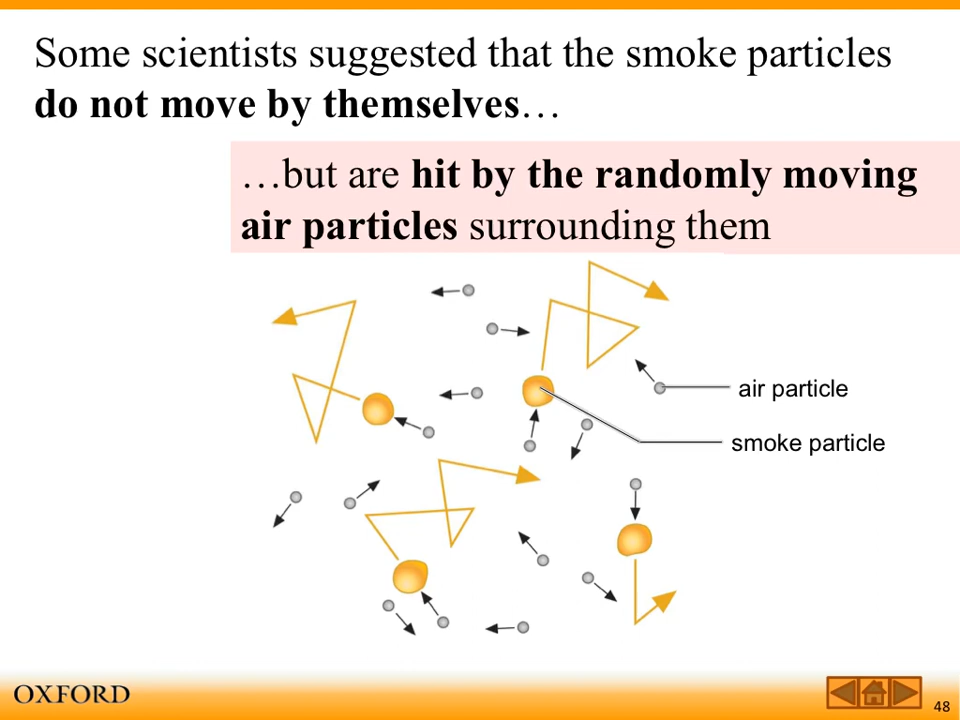 Some scientists suggested that the smoke particles
do not move by themselves…
…but are hit by the randomly moving
air particles surrounding them
air particle
smoke particle
OXFORD
48